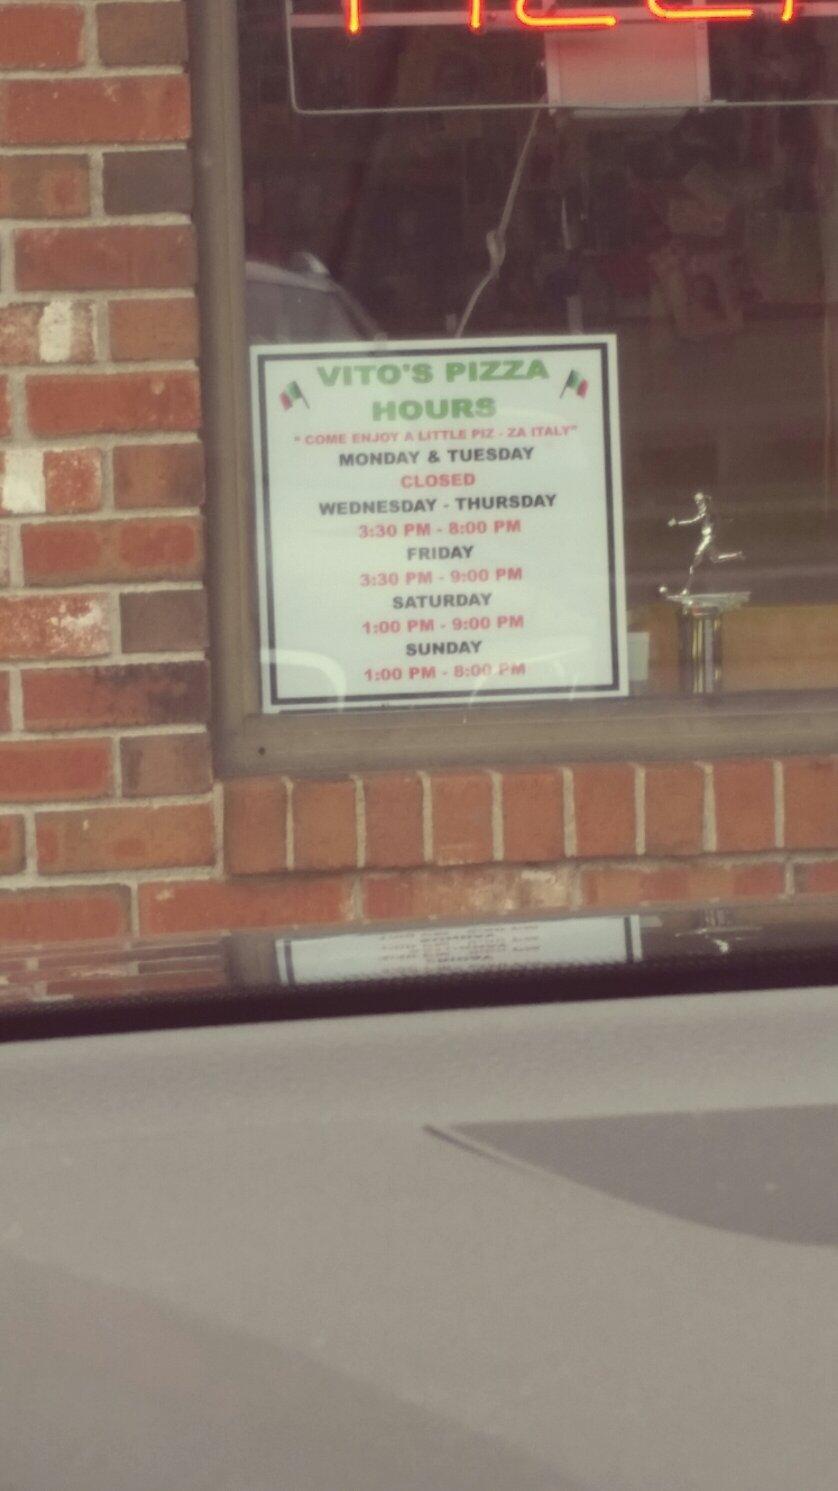 VITO'S PIZZA
HOURS
" COME ENJOY A LITTLE PIZ - ZA ITALY"
MONDAY & TUESDAY
CLOSED
WEDNESDAY - THURSDAY
3:30 PM - 8:00 PM
FRIDAY
3:30 PM - 9:00 PM
SATURDAY
1:00 PM - 9:00 PM
SUNDAY
1:00 PM - 8:00 PM